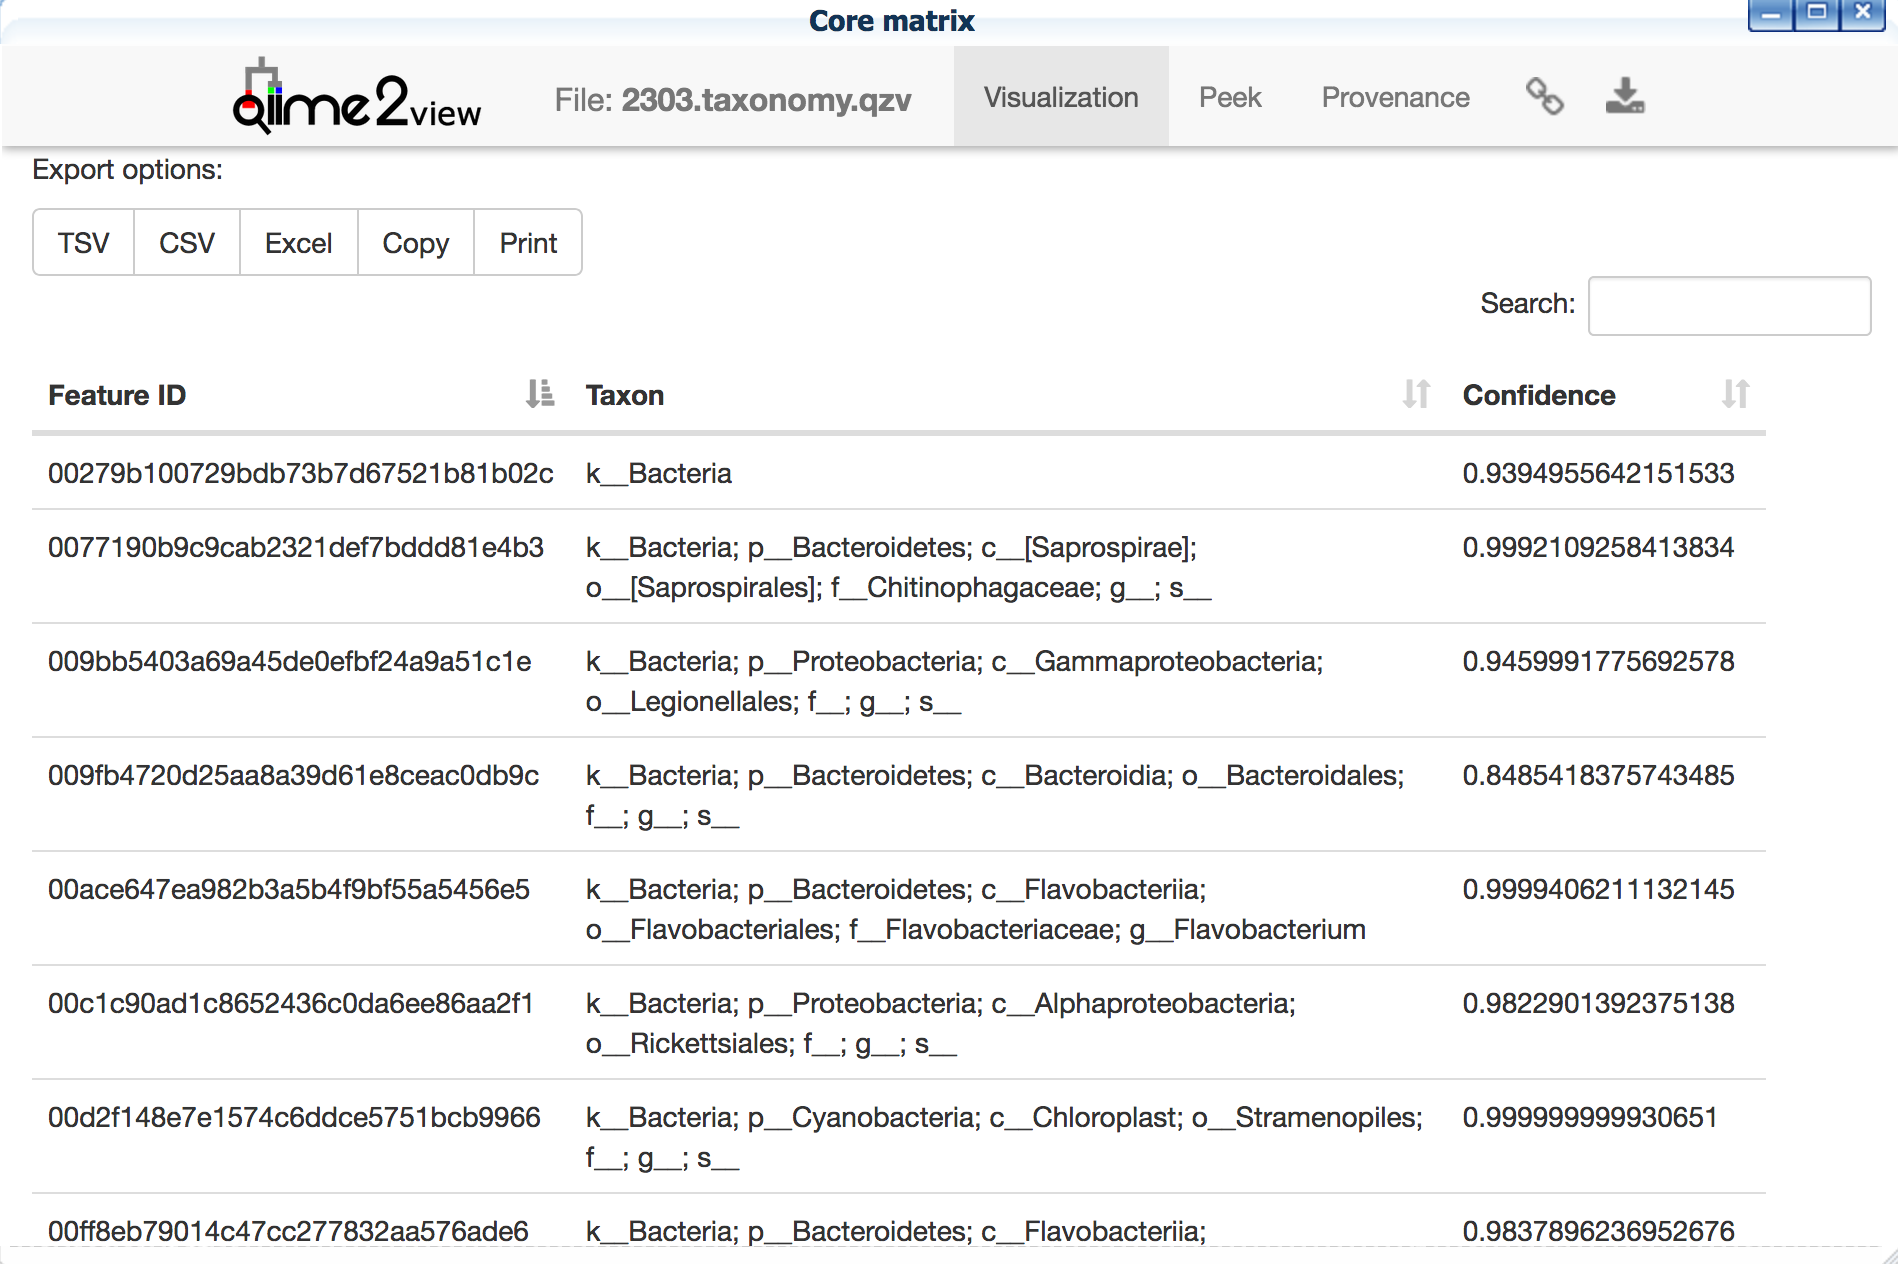 Core matrix
qiime2view
File: 2303.taxonomy.qzv
Visualization
Peek
Provenance
Export options:
TSV
CSV
Excel
Copy
Print
Search:
Feature ID
Taxon
Confidence
00279b100729bdb73b7d67521b81b02c
k__Bacteria
0.9394955642151533
0077190b9c9cab2321def7bddd81e4b3
k__Bacteria; p__Bacteroidetes; c__[Saprospirae];
o__[Saprospirales]; f__Chitinophagaceae; g__; s__
0.9992109258413834
009bb5403a69a45de0efbf24a9a51c1e
k__Bacteria; p__Proteobacteria; c__Gammaproteobacteria;
o__Legionellales; f__; g__; s__
0.9459991775692578
009fb4720d25aa8a39d61e8ceac0db9c
k__Bacteria; p__Bacteroidetes; c__Bacteroidia; o__Bacteroidales;
f__; g__; s__
0.8485418375743485
00ace647ea982b3a5b4f9bf55a5456e5
k__Bacteria; p__Bacteroidetes; c__Flavobacteriia;
o__Flavobacteriales; f__Flavobacteriaceae; g__Flavobacterium
0.9999406211132145
00c1c90ad1c8652436c0da6ee86aa2f1
k__Bacteria; p__Proteobacteria; c__Alphaproteobacteria;
o__Rickettsiales; f__; g__; s__
0.9822901392375138
00d2f148e7e1574c6ddce5751bcb9966
k__Bacteria; p__Cyanobacteria; c__Chloroplast; o__Stramenopiles;
f__; g__; s__
0.999999999930651
00ff8eb79014c47cc277832aa576ade6
k__Bacteria; p__Bacteroidetes; c__Flavobacteriia;
0.9837896236952676